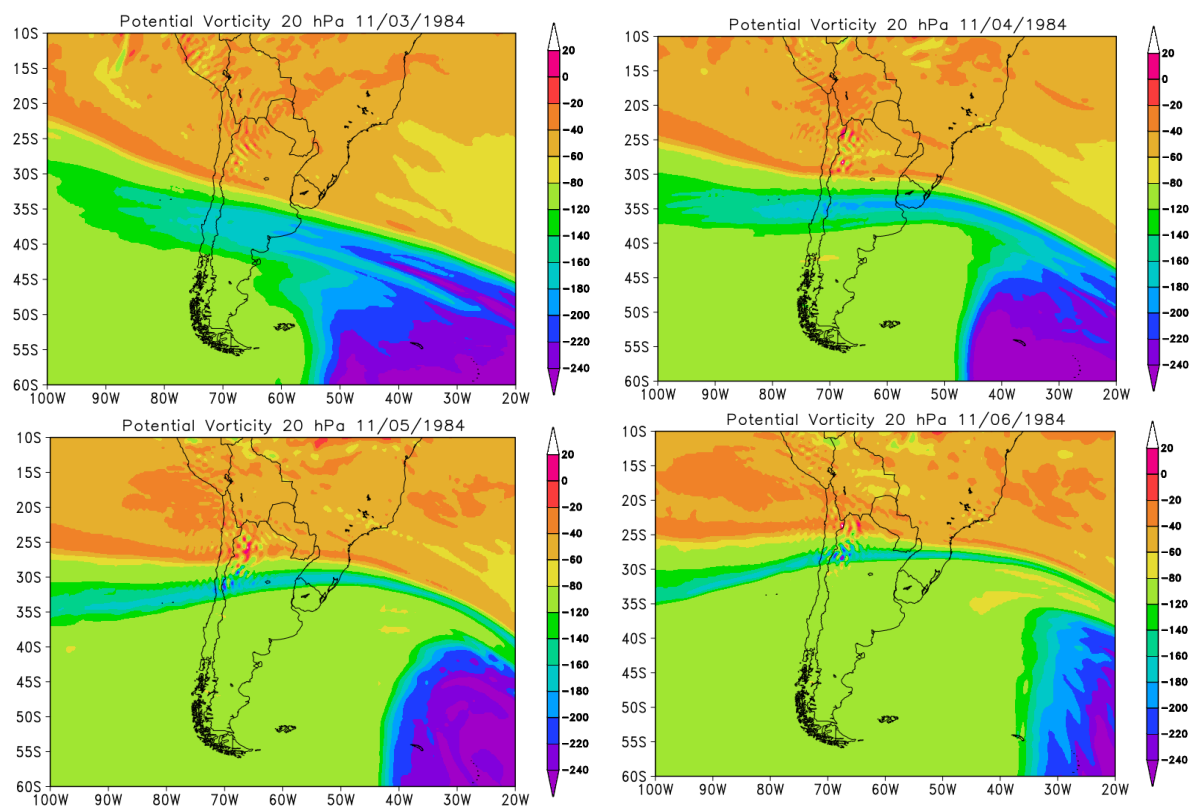 Potential Vorticity 20 hPa 11/03/1984
10S
15S
20S
25S
30S
35S
40S
45S
50S
55S
60S
100W 90W 80W 70W 60W 50W 40W 30W 20W
20
0
−20
−40
−60
−80
−120
−140
−160
−180
−200
−220
−240
Potential Vorticity 20 hPa 11/04/1984
10S
15S
20S
25S
30S
35S
40S
45S
50S
55S
60S
100W 90W 80W 70W 60W 50W 40W 30W 20W
20
0
−20
−40
−60
−80
−120
−140
−160
−180
−200
−220
−240
Potential Vorticity 20 hPa 11/05/1984
10S
15S
20S
25S
30S
35S
40S
45S
50S
55S
60S
100W 90W 80W 70W 60W 50W 40W 30W 20W
20
0
−20
−40
−60
−80
−120
−140
−160
−180
−200
−220
−240
Potential Vorticity 20 hPa 11/06/1984
10S
15S
20S
25S
30S
35S
40S
45S
50S
55S
60S
100W 90W 80W 70W 60W 50W 40W 30W 20W
20
0
−20
−40
−60
−80
−120
−140
−160
−180
−200
−220
−240